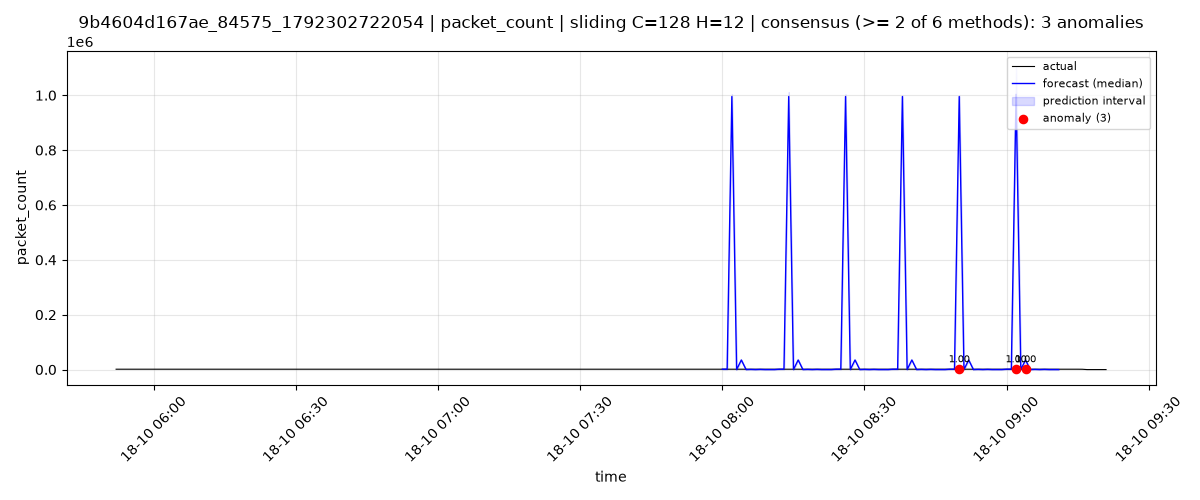 9b4604d167ae_84575_1792302722054 | packet_count | sliding C=128 H=12 | consensus (>= 2 of 6 methods): 3 anomalies
1e6
actual
forecast (median)
prediction interval
anomaly (3)
1.0
0.8
0.6
0.4
0.2
0.0
packet_count
1.00
18-10 06:00
18-10 06:30
18-10 07:00
18-10 07:30
18-10 08:00
18-10 08:30
18-10 09:00
18-10 09:30
time